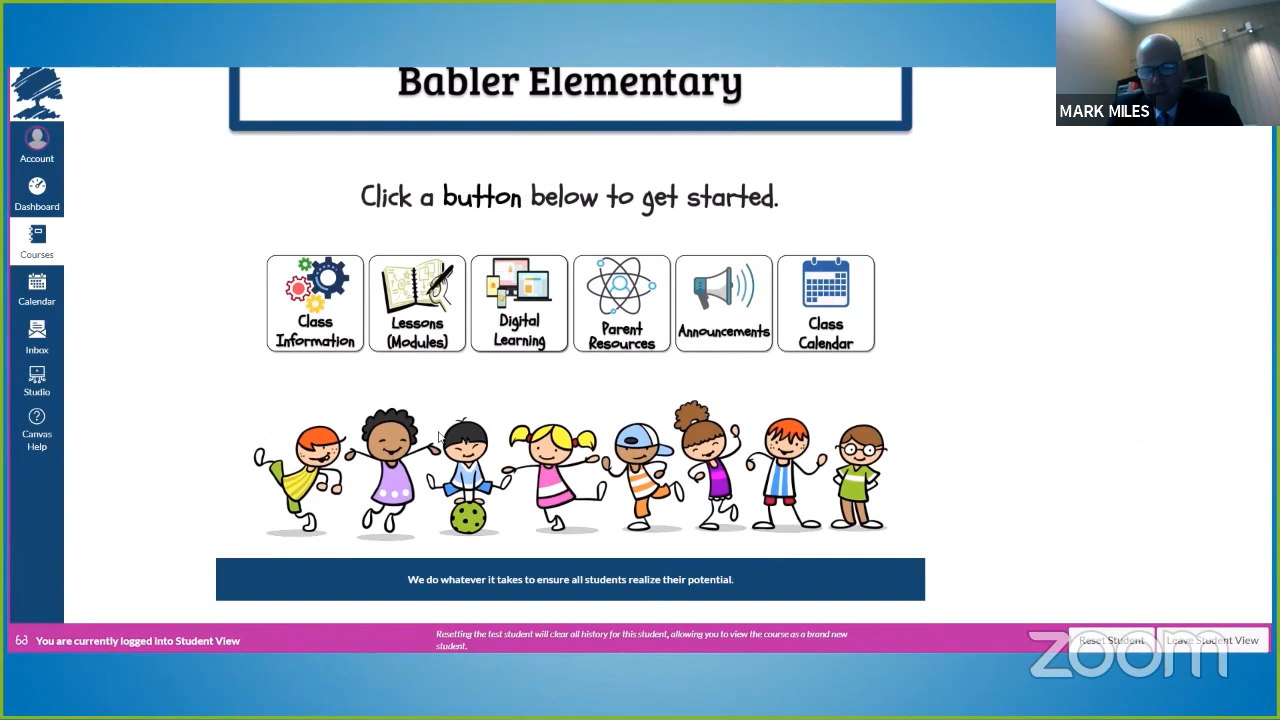 MARK MILES
Babler Elementary
Click a button below to get started.
Class
Information
Lessons
(Modules)
Digital
Learning
Parent
Resources
Announcements
Class
Calendar
Account
Dashboard
Courses
Calendar
Inbox
Studio
Canvas
Help
We do whatever it takes to ensure all students realize their potential.
You are currently logged into Student View
Resetting the test student will clear all history for this student, allowing you to view the course as a brand new
student.
Reset Student
Leave Student View
zoom